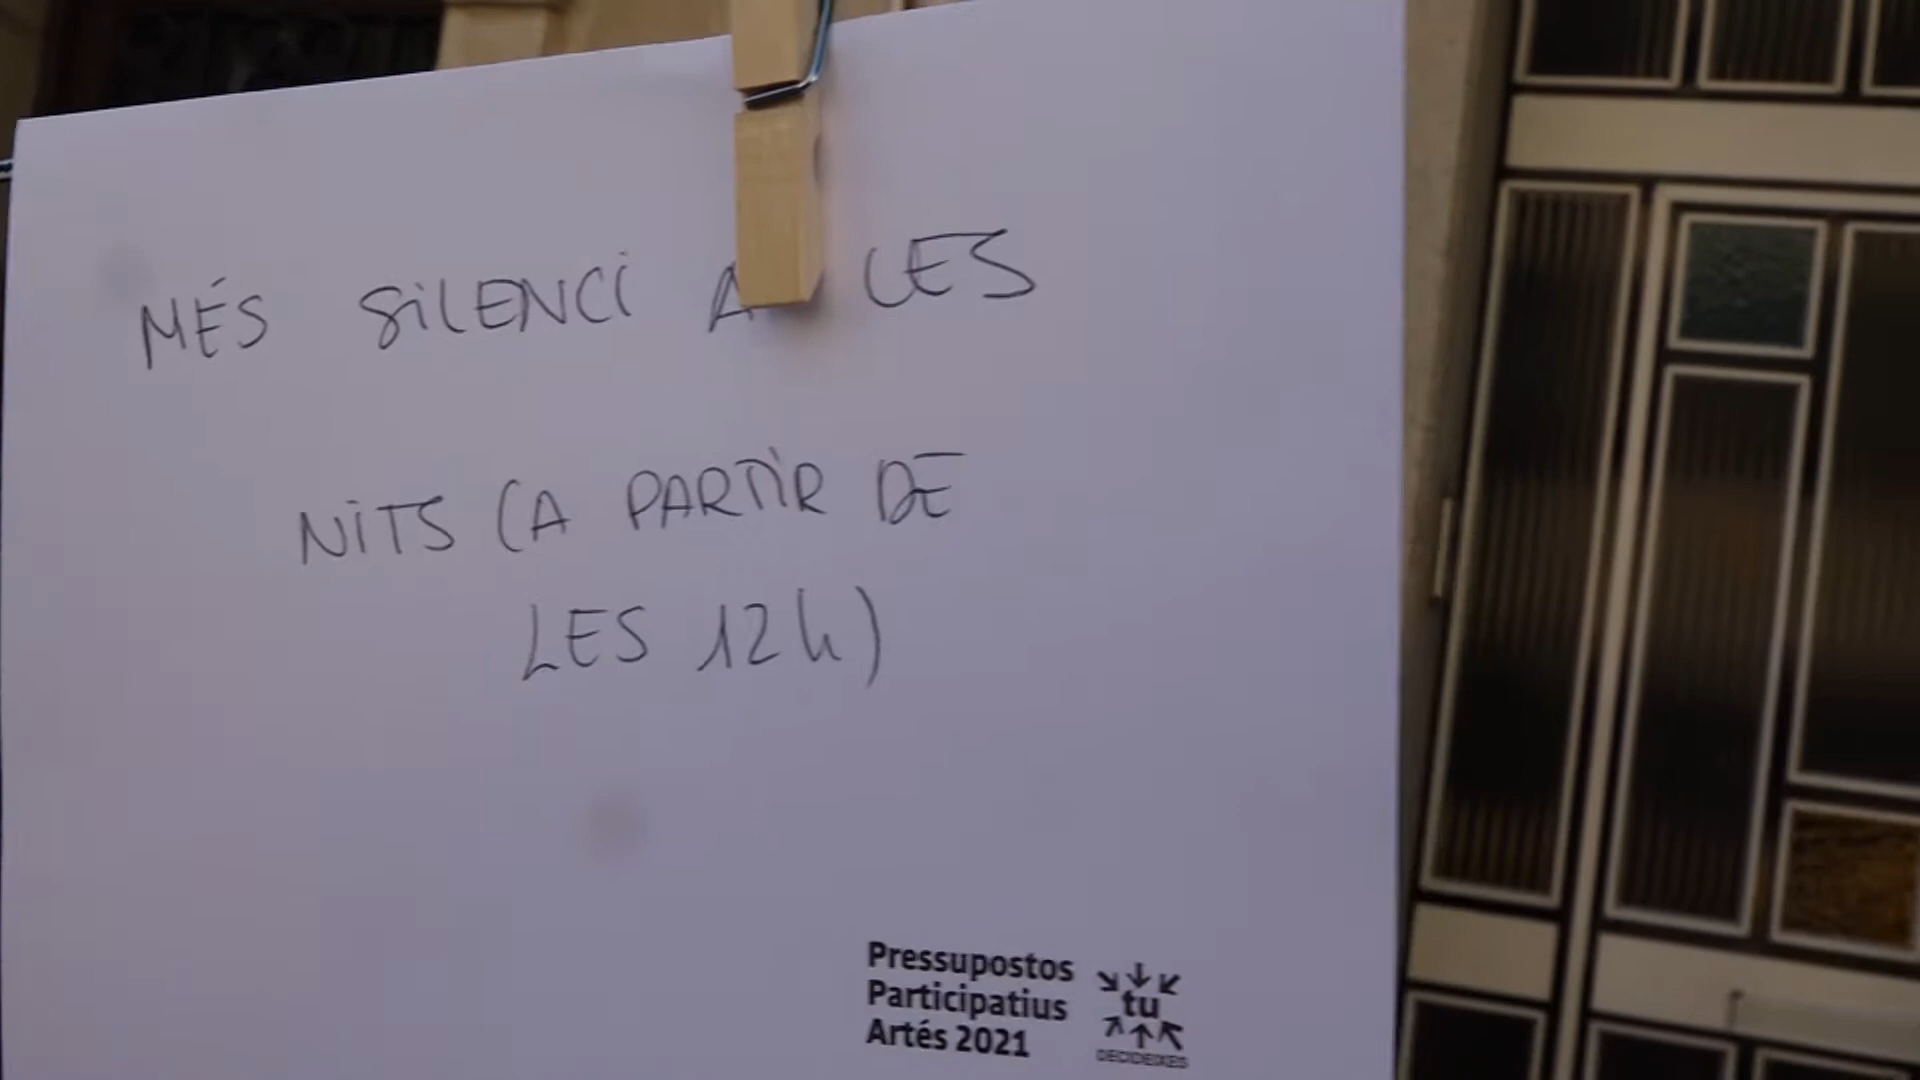 MÉS SiLENCi A LES
NiTS (A PARTiR DE
LES 12h)
Pressupostos
Participatius
Artés 2021
tu
DECIDEIXES